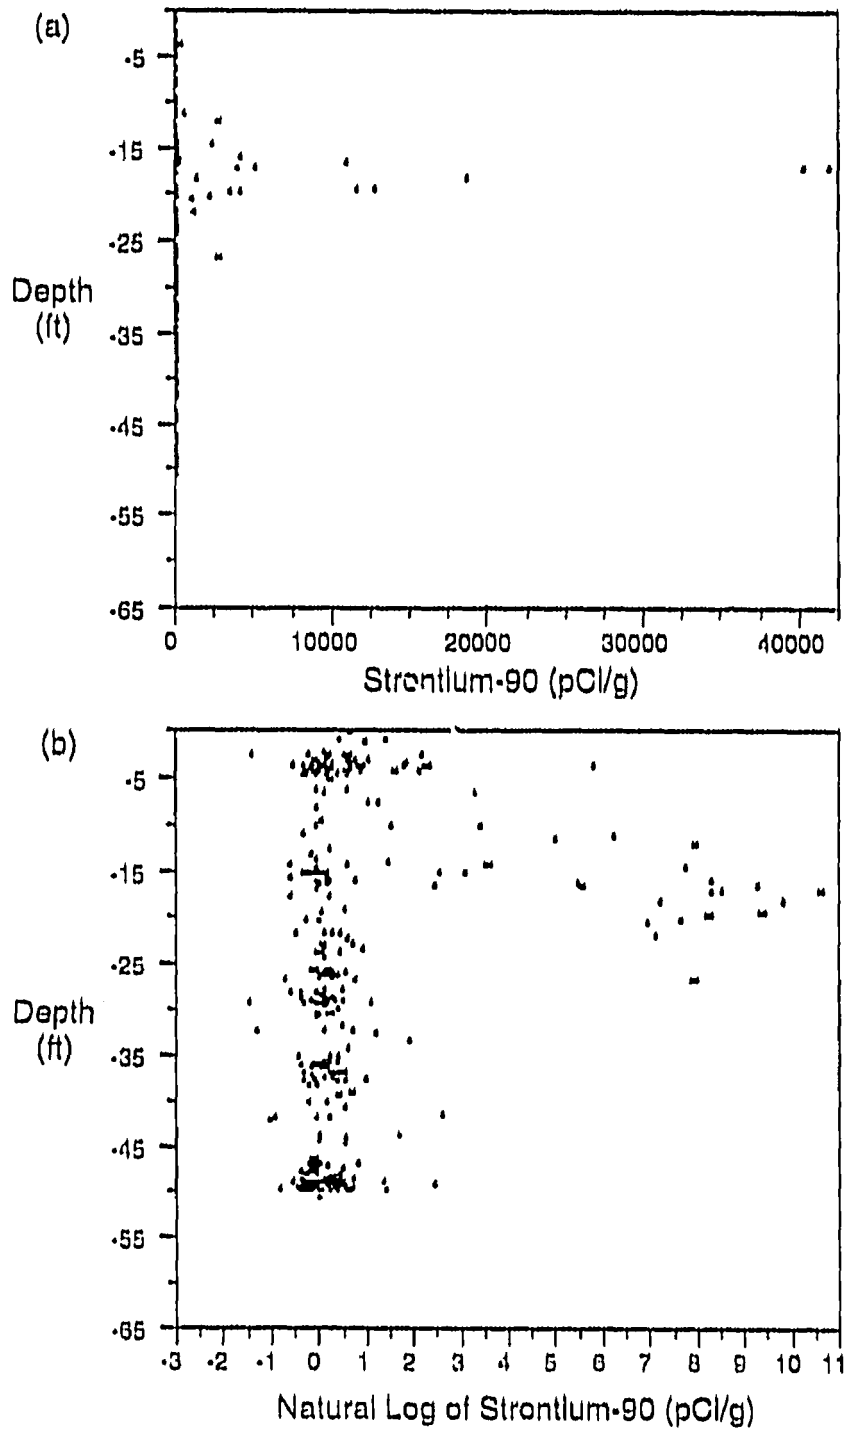 (a)
-5
-15
-25
Depth
(ft)
-35
-45
-55
-65
0 10000 20000 30000 40000
Strontium-90 (pCi/g)
(b)
-5
-15
-25
Depth
(ft)
-35
-45
-55
-65
-3 -2 -1 0 1 2 3 4 5 6 7 8 9 10 11
Natural Log of Strontium-90 (pCi/g)